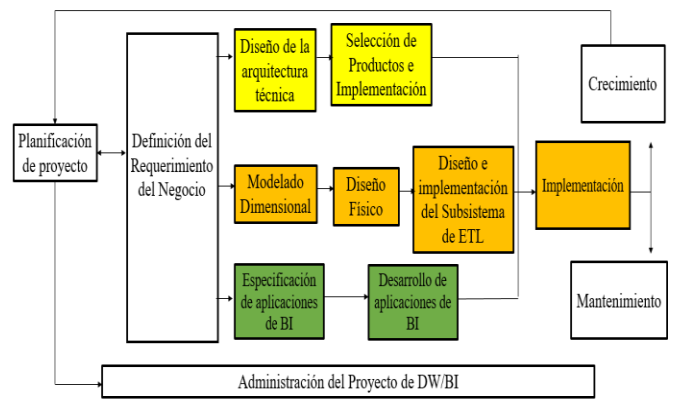 Planificación
de proyecto
Definición del
Requerimiento
del Negocio
Diseño de la
arquitectura
técnica
Selección de
Productos e
Implementación
Modelado
Dimensional
Diseño
Físico
Diseño e
implementación
del Subsistema
de ETL
Implementación
Especificación
de aplicaciones
de BI
Desarrollo de
aplicaciones de
BI
Crecimiento
Mantenimiento
Administración del Proyecto de DW/BI